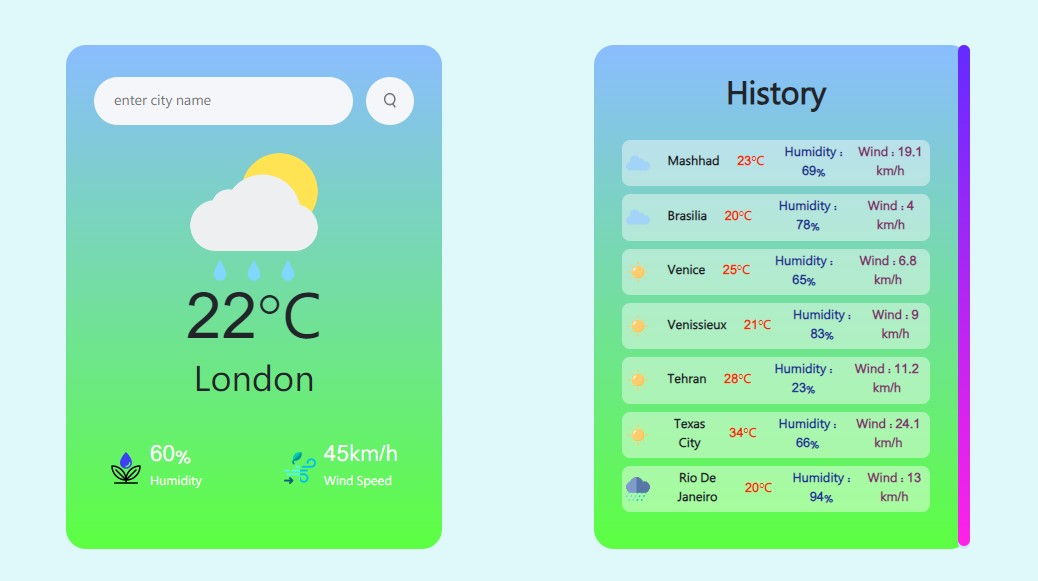 enter city name
22°C
London
60%
Humidity
45km/h
Wind Speed
History
Mashhad 23°C Humidity : 69% Wind : 19.1 km/h
Brasilia 20°C Humidity : 78% Wind : 4 km/h
Venice 25°C Humidity : 65% Wind : 6.8 km/h
Venissieux 21°C Humidity : 83% Wind : 9 km/h
Tehran 28°C Humidity : 23% Wind : 11.2 km/h
Texas City 34°C Humidity : 66% Wind : 24.1 km/h
Rio De Janeiro 20°C Humidity : 94% Wind : 13 km/h